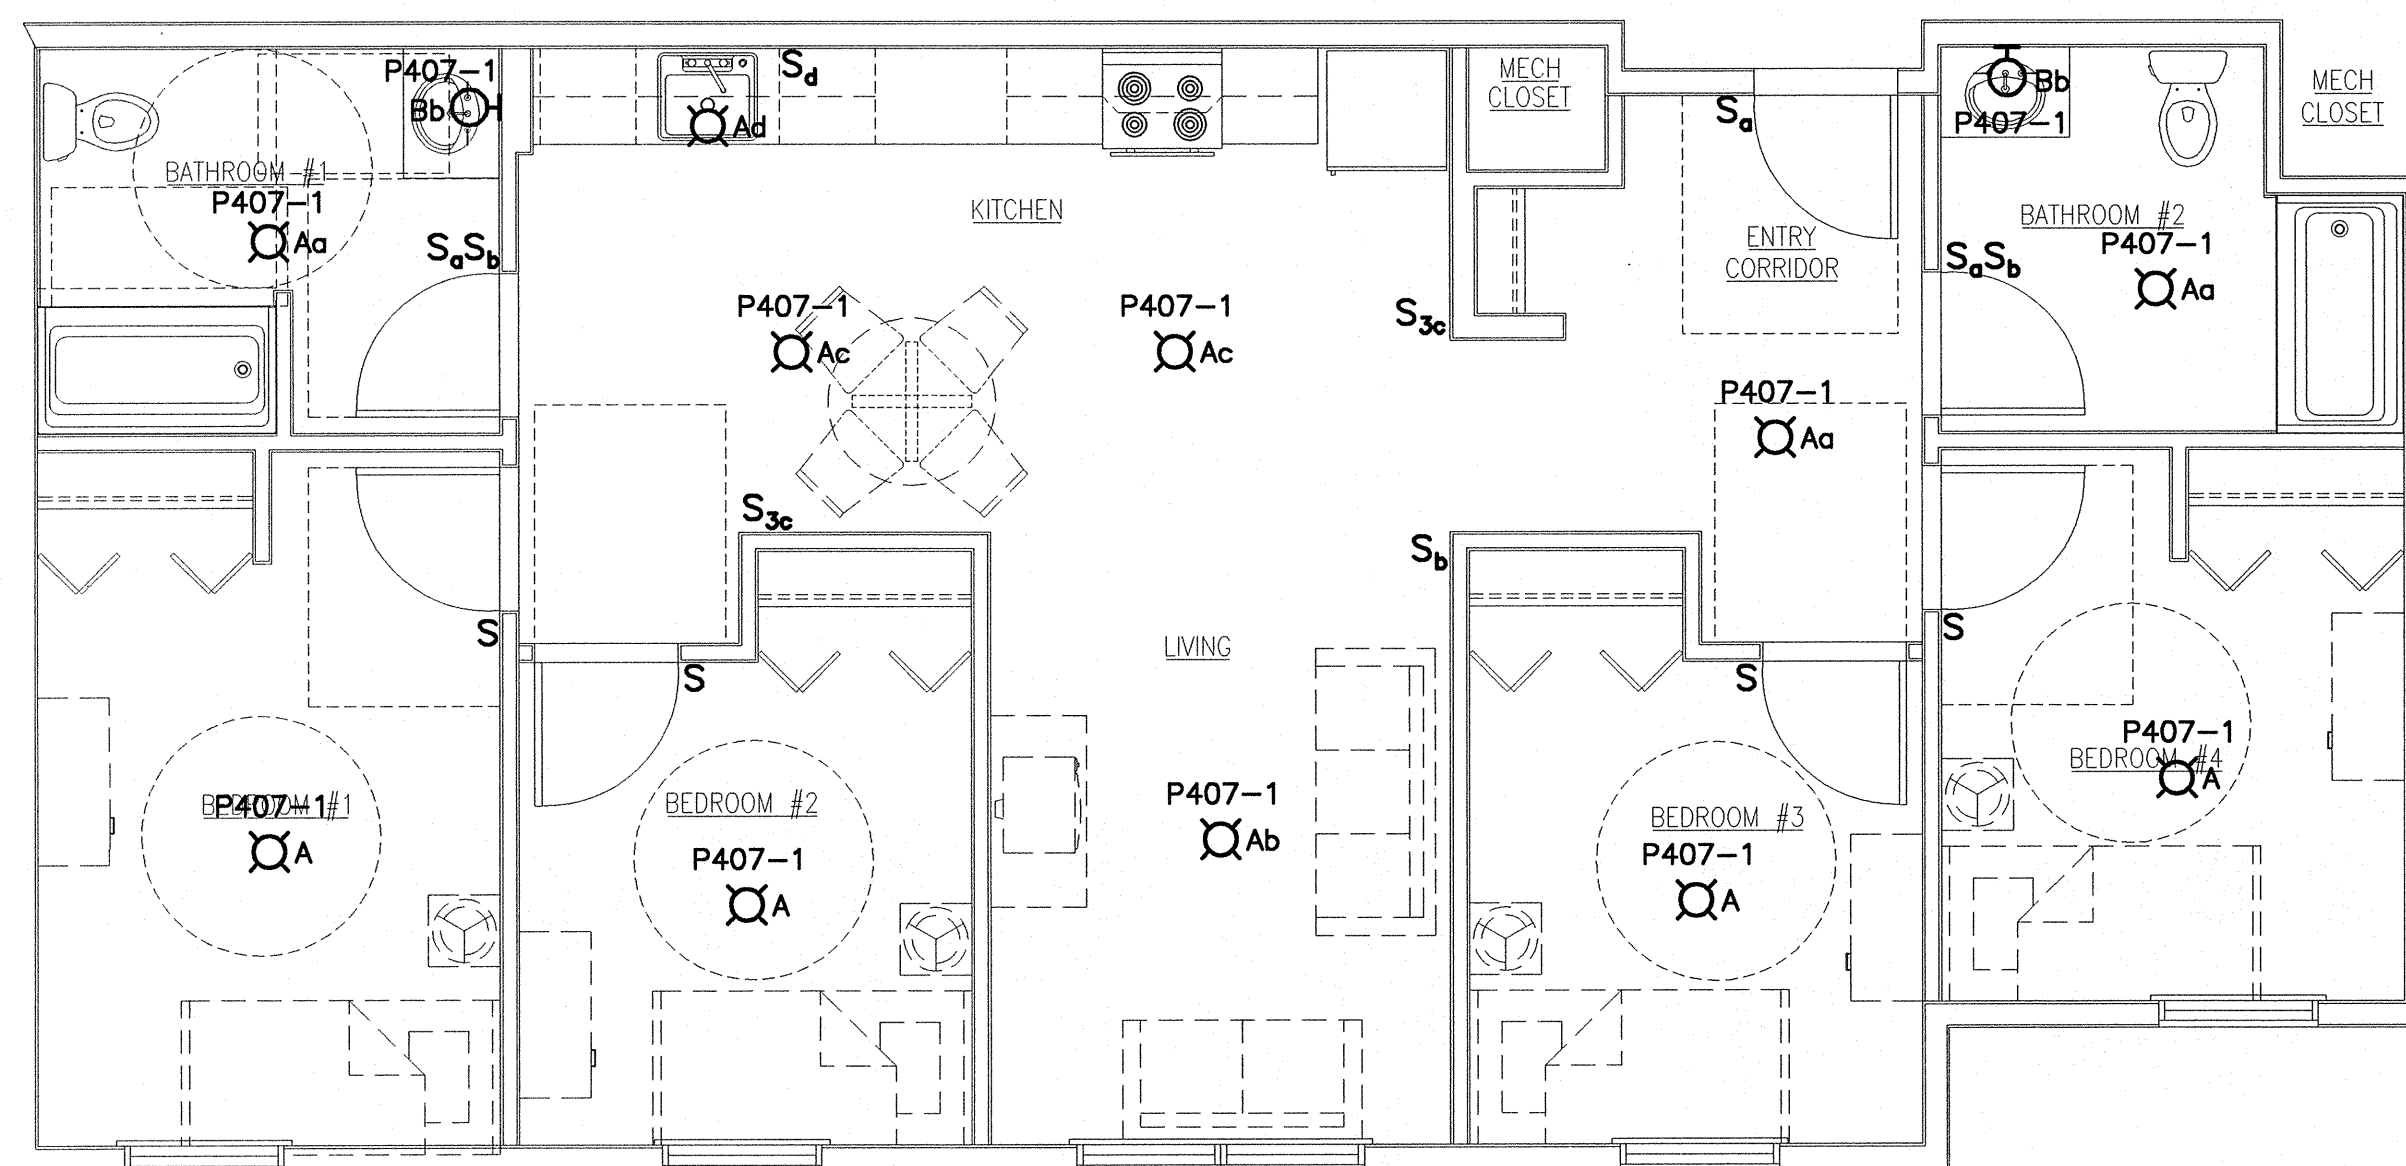 P407-1
Bb
BATHROOM #1
P407-1
Aa
SaSb
Sd
Ad
KITCHEN
P407-1
Ac
P407-1
Ac
S3c
MECH
CLOSET
Sa
ENTRY
CORRIDOR
P407-1
Aa
Bb
P407-1
MECH
CLOSET
BATHROOM #2
P407-1
Aa
SaSb
S3c
Sb
S
S
S
S
LIVING
P407-1
Ab
BEDROOM #1
P407-1
A
BEDROOM #2
P407-1
A
BEDROOM #3
P407-1
A
P407-1
BEDROOM #4
A